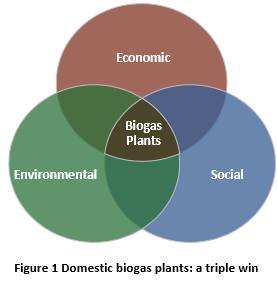 Economic
Biogas
Plants
Environmental
Social
Figure 1 Domestic biogas plants: a triple win